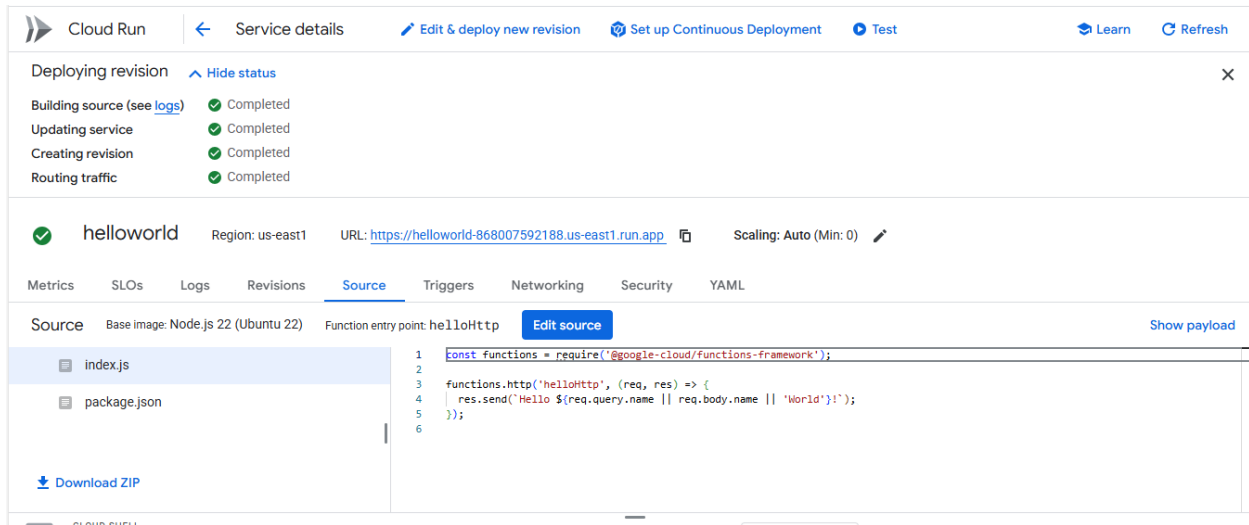 Cloud Run Service details Edit & deploy new revision Set up Continuous Deployment Test Learn Refresh
Deploying revision Hide status
Building source (see logs) Completed
Updating service Completed
Creating revision Completed
Routing traffic Completed
helloworld Region: us-east1 URL: https://helloworld-868007592188.us-east1.run.app Scaling: Auto (Min: 0)
Metrics SLOs Logs Revisions Source Triggers Networking Security YAML
Source Base image: Node.js 22 (Ubuntu 22) Function entry point: helloHttp Edit source Show payload
index.js
package.json
Download ZIP
1 const functions = require('@google-cloud/functions-framework');
2
3 functions.http('helloHttp', (req, res) => {
4 res.send(`Hello ${req.query.name || req.body.name || 'World'}!`);
5 });
6
CLOUD SHELL